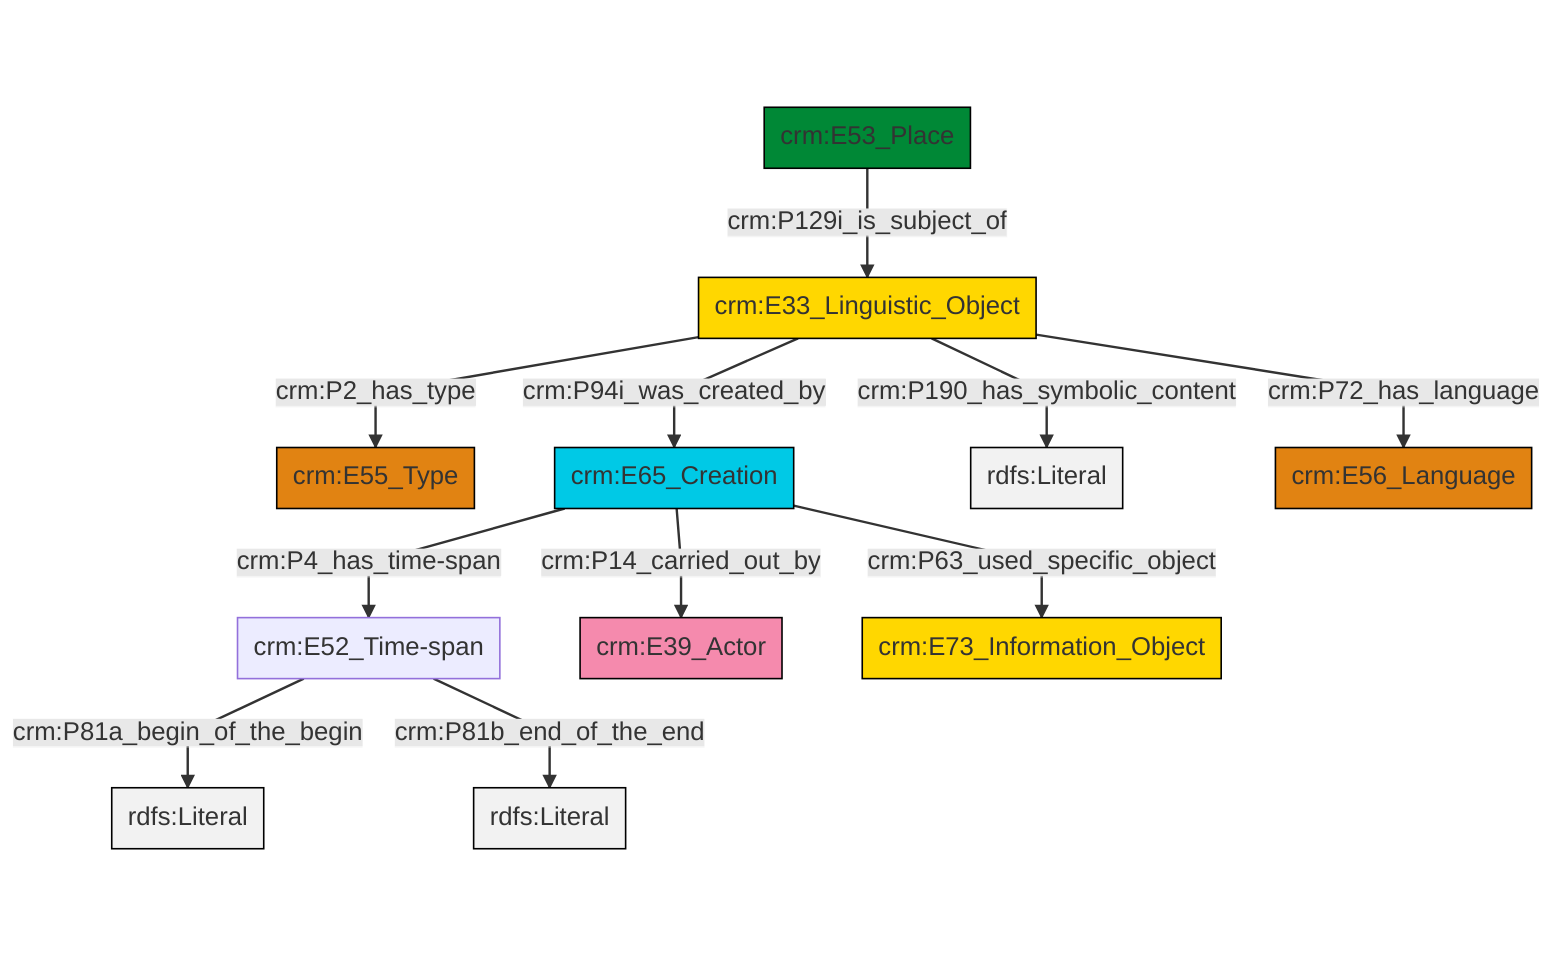 crm:E53_Place
crm:P129i_is_subject_of
crm:E33_Linguistic_Object
crm:P2_has_type
crm:P94i_was_created_by
crm:P190_has_symbolic_content
crm:P72_has_language
crm:E55_Type
crm:E65_Creation
rdfs:Literal
crm:E56_Language
crm:P4_has_time-span
crm:P14_carried_out_by
crm:P63_used_specific_object
crm:E52_Time-span
crm:E39_Actor
crm:E73_Information_Object
crm:P81a_begin_of_the_begin
crm:P81b_end_of_the_end
rdfs:Literal
rdfs:Literal